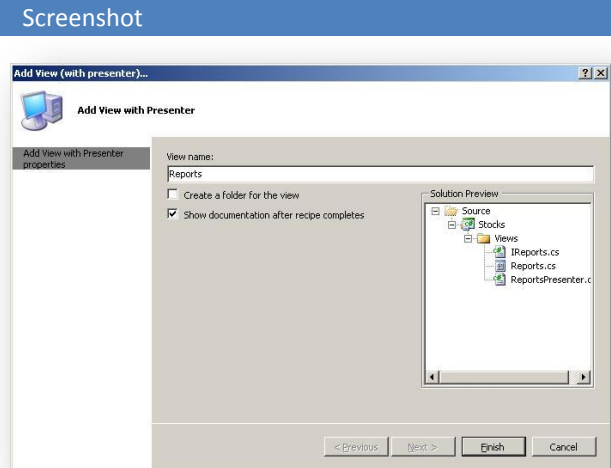 Screenshot
Add View (with presenter)...
Add View with Presenter
Add View with Presenter
properties
View name:
Reports
Create a folder for the view
Show documentation after recipe completes
Solution Preview
Source
Stocks
Views
IReports.cs
Reports.cs
ReportsPresenter.c
< Previous
Next >
Finish
Cancel